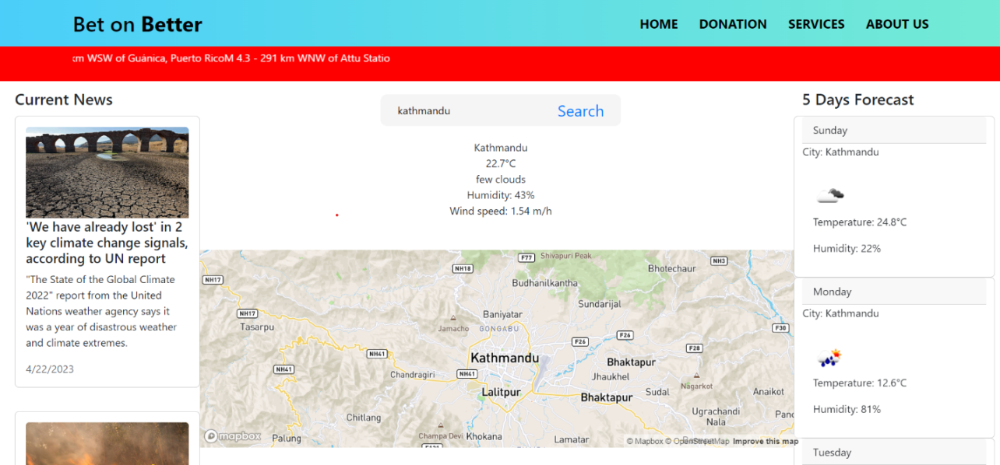 Bet on Better
HOME DONATION SERVICES ABOUT US
km WSW of Guánica, Puerto RicoM 4.3 - 291 km WNW of Attu Statio
Current News
'We have already lost' in 2
key climate change signals,
according to UN report
"The State of the Global Climate
2022" report from the United
Nations weather agency says it
was a year of disastrous weather
and climate extremes.
4/22/2023
kathmandu Search
Kathmandu
22.7°C
few clouds
Humidity: 43%
Wind speed: 1.54 m/h
F77 Shivapuri Peak
NH3
NH18
Bhotechaur
NH17
Budhanilkantha
Sundarijal
NH17
Baniyatar
Tasarpu
Jamacho GONGABU
F30
F26
F26
F28
NH41
Kathmandu
Bhaktapur
NH41
Chandragiri
NH41
Jhaukhel
Nagarkot
Lalitpur
Bhaktapur
Sudal
Anaikot
Ugrachandi
Nala
Panc
Chitlang
Champa Devi
Khokana
Lamatar
Palung
F121
mapbox
© Mapbox © OpenStreetMap Improve this map
5 Days Forecast
Sunday
City: Kathmandu
Temperature: 24.8°C
Humidity: 22%
Monday
City: Kathmandu
Temperature: 12.6°C
Humidity: 81%
Tuesday